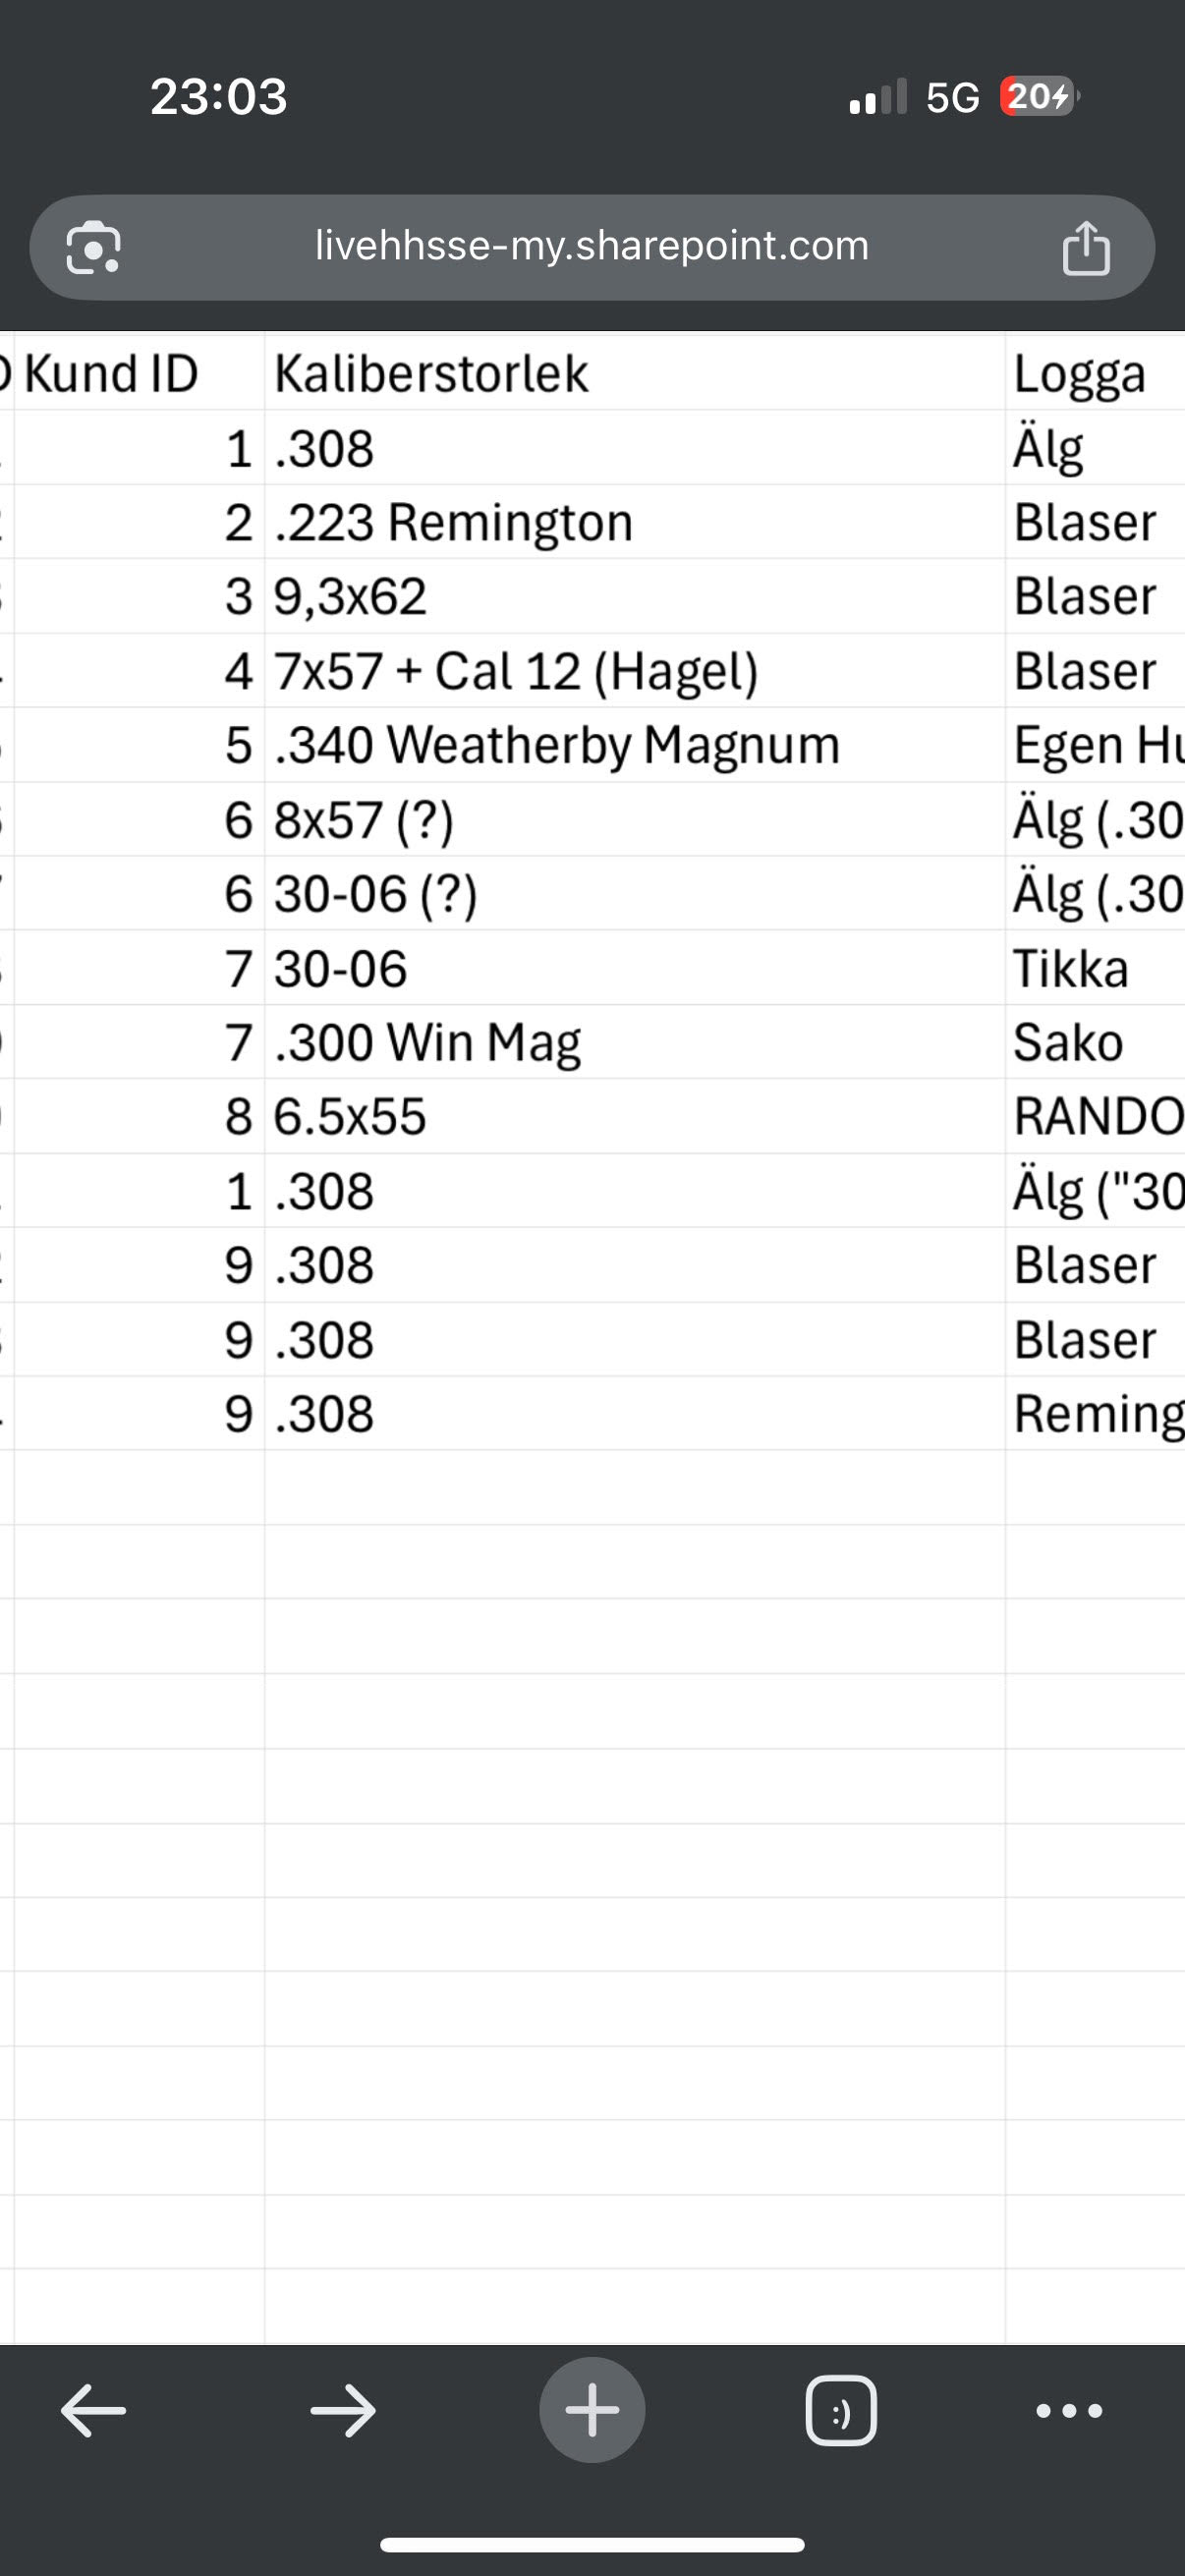 23:03 5G 20
livehhsse-my.sharepoint.com
Kund ID Kaliberstorlek Logga
1 .308 Älg
2 .223 Remington Blaser
3 9,3x62 Blaser
4 7x57 + Cal 12 (Hagel) Blaser
5 .340 Weatherby Magnum Egen
6 8x57 (?) Älg (.30
6 30-06 (?) Älg (.30
7 30-06 Tikka
7 .300 Win Mag Sako
8 6.5x55 RANDO
1 .308 Älg ("30
9 .308 Blaser
9 .308 Blaser
9 .308 Reming
:)